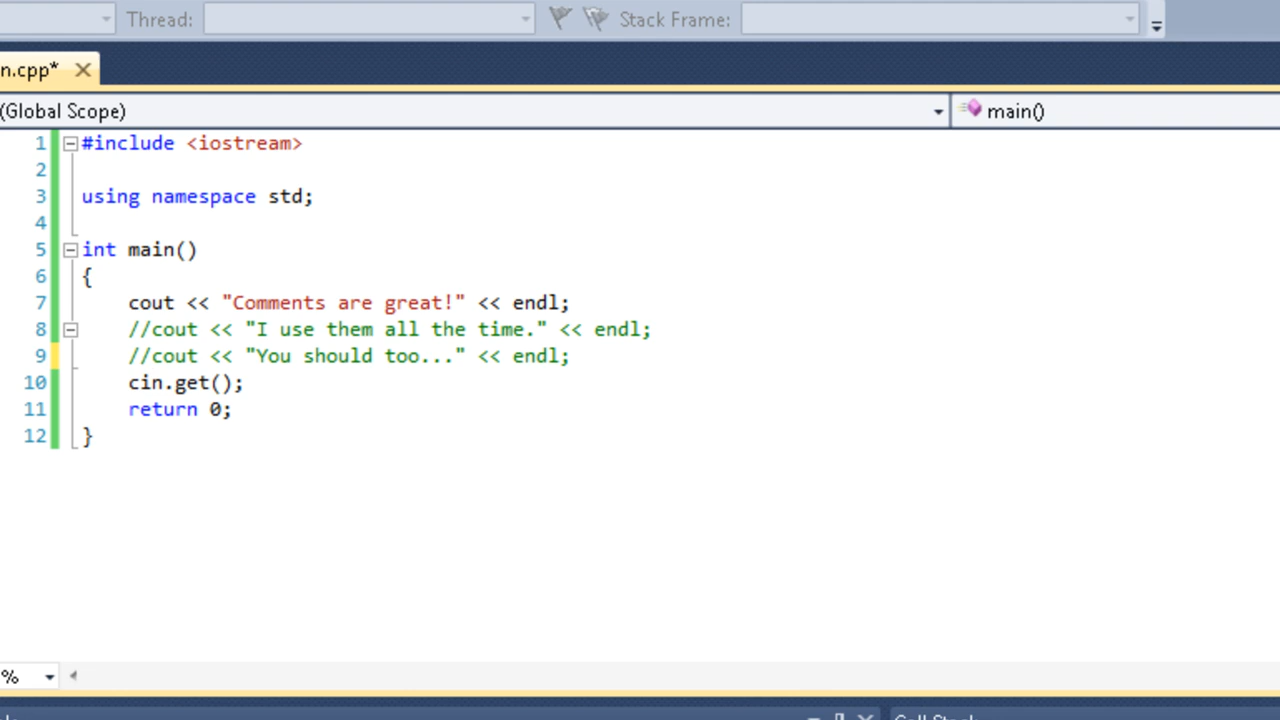 Thread:
Stack Frame:
n.cpp*
(Global Scope)
main()
1 #include <iostream>
2
3 using namespace std;
4
5 int main()
6 {
7 cout << "Comments are great!" << endl;
8 //cout << "I use them all the time." << endl;
9 //cout << "You should too..." << endl;
10 cin.get();
11 return 0;
12 }
%
Call Stack